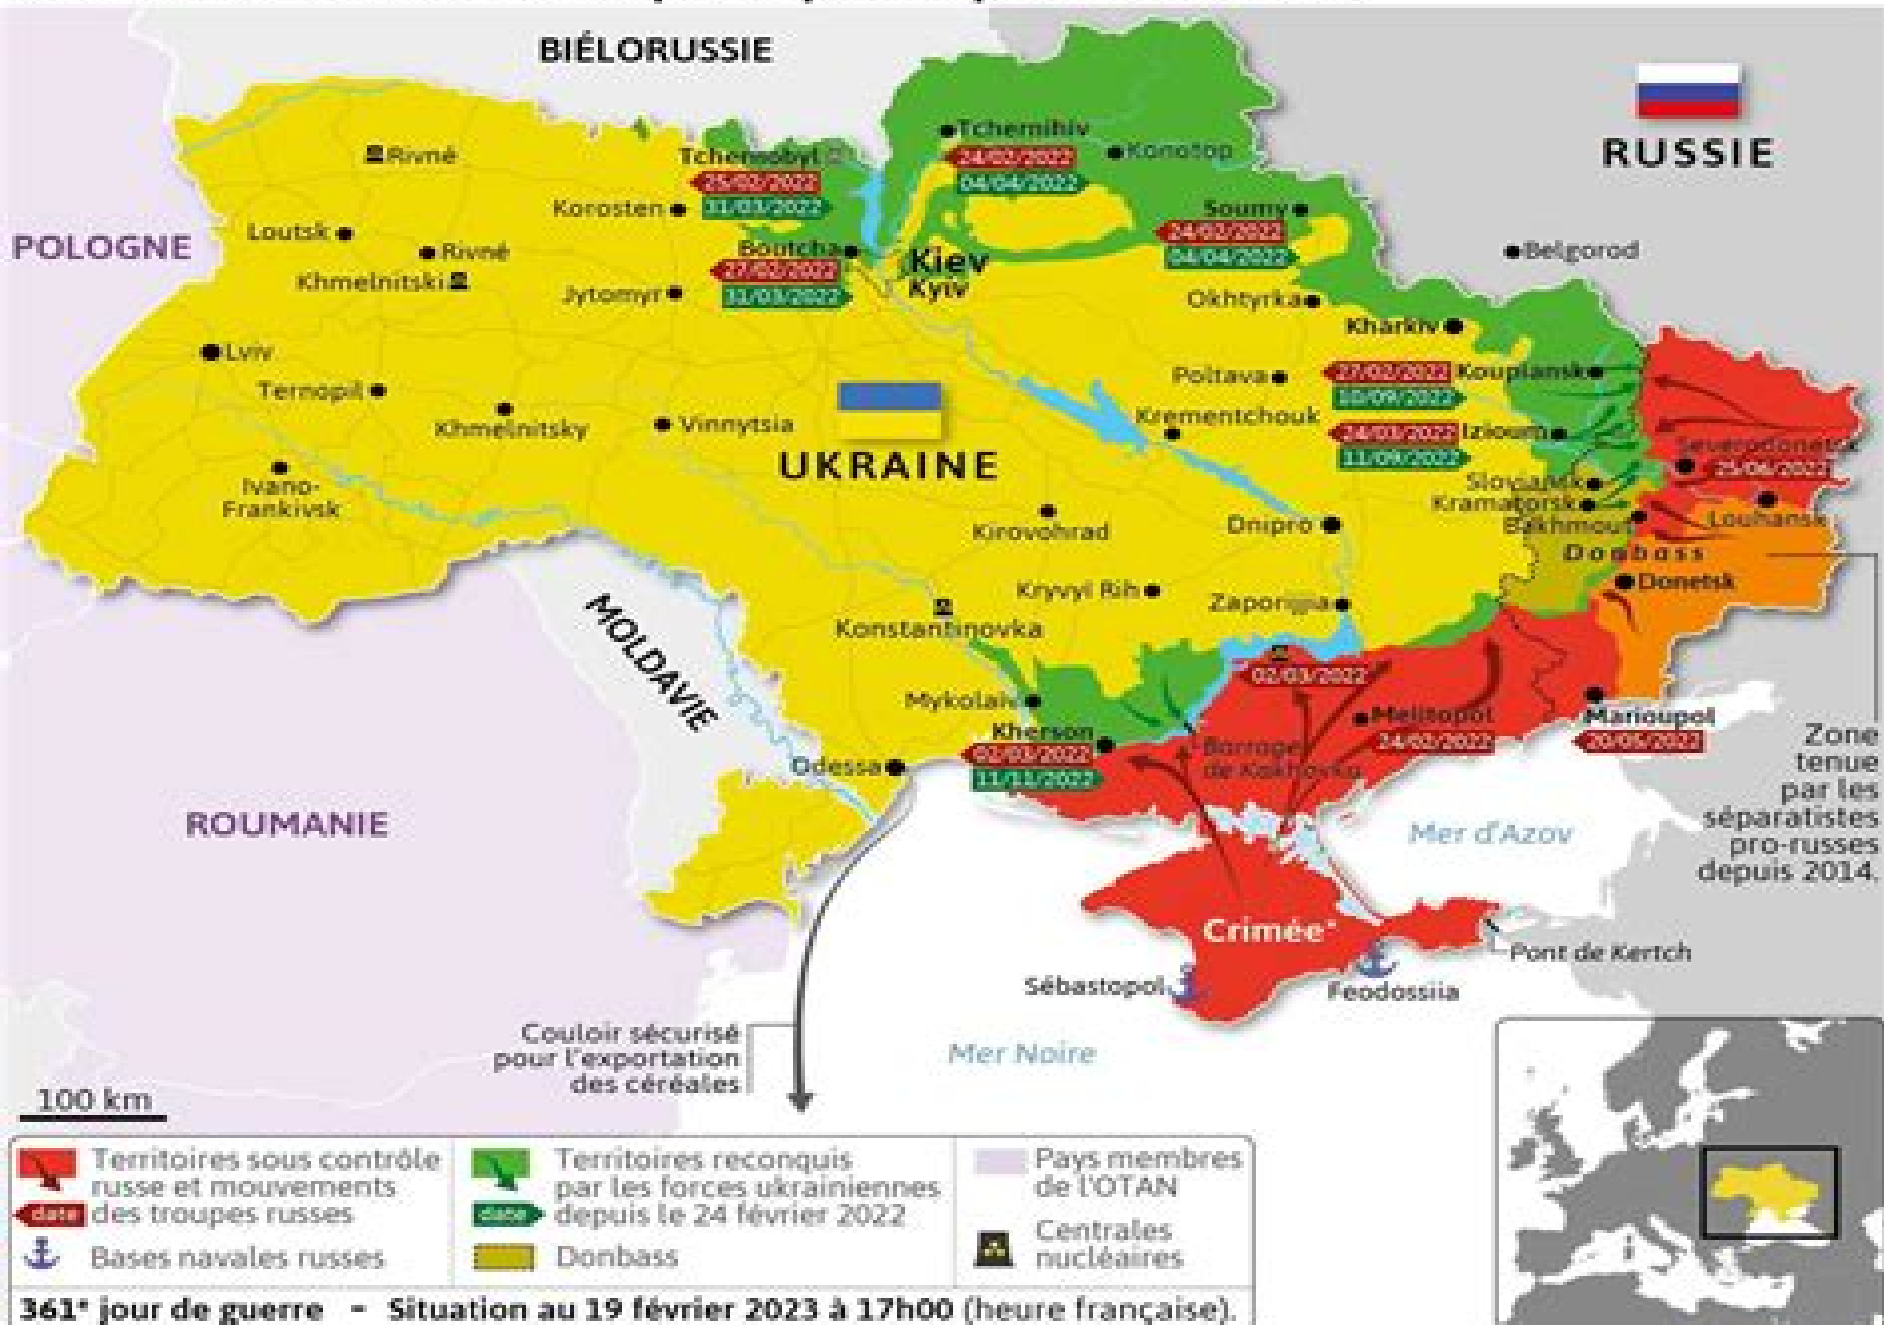 BIÉLORUSSIE
RUSSIE
POLOGNE
Tchernihiv
24/02/2022
04/04/2022
Konotop
Rivné
Tchernobyl
25/02/2022
31/03/2022
Korosten
Soumy
24/02/2022
04/04/2022
Loutsk
Rivné
Khmelnitski
Boutcha
27/02/2022
31/03/2022
Kiev
Kyiv
Belgorod
Jytomyr
Okhtyrka
Kharkiv
Lviv
Ternopil
Poltava
27/02/2022
Koupiansk
10/09/2022
Khmelnitsky
Vinnytsia
Krementchouk
24/03/2022
Izioum
11/09/2022
UKRAINE
Severodonetsk
25/06/2022
Ivano-
Frankivsk
Sloviansk
Kramatorsk
Bakhmout
Louhansk
Kirovohrad
Dnipro
Donbass
Donetsk
Kryvyi Rih
Zaporijjia
Konstantinovka
MOLDAVIE
02/03/2022
Mykolaiv
Melitopol
24/02/2022
Marioupol
20/05/2022
Kherson
02/03/2022
11/11/2022
Barrage
de Kakhovka
Odessa
Zone
tenue
par les
séparatistes
pro-russes
depuis 2014.
ROUMANIE
Mer d'Azov
Crimée*
Pont de Kertch
Sébastopol
Feodossiia
Couloir sécurisé
pour l'exportation
des céréales
Mer Noire
100 km
Territoires sous contrôle
russe et mouvements
des troupes russes
date
Bases navales russes
Territoires reconquis
par les forces ukrainiennes
depuis le 24 février 2022
date
Donbass
Pays membres
de l'OTAN
Centrales
nucléaires
361e jour de guerre - Situation au 19 février 2023 à 17h00 (heure française).